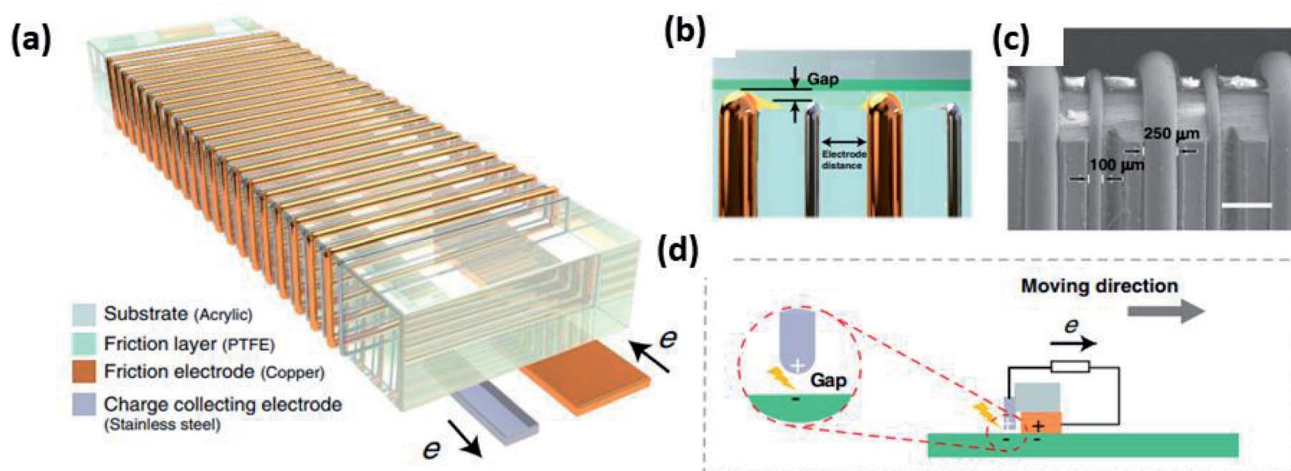 (a)
Substrate (Acrylic)
Friction layer (PTFE)
Friction electrode (Copper)
Charge collecting electrode
(Stainless steel)
e
e
(b)
Gap
Electrode
distance
(c)
250 µm
100 µm
(d)
Moving direction
e
Gap
+
-
+
- -